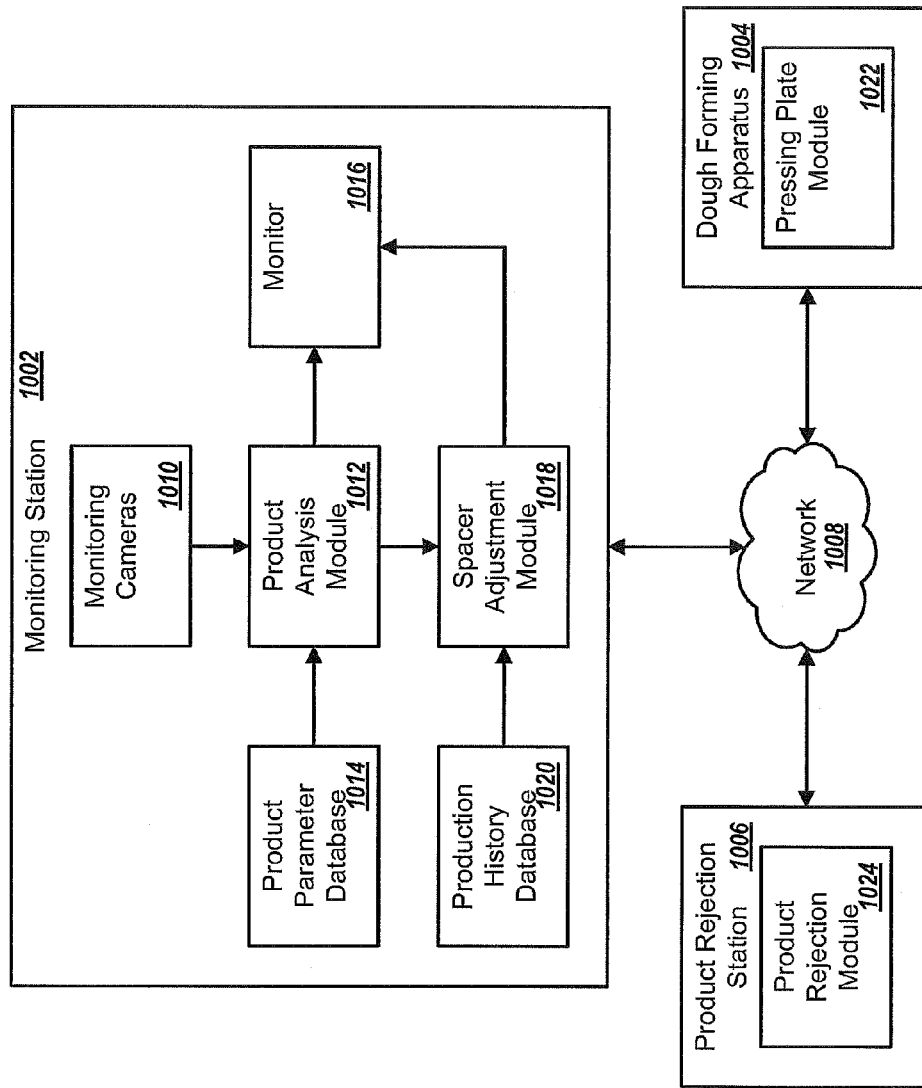 Monitoring Station 1002
Monitoring
Cameras
1010
Product
Parameter
Database
1014
Product
Analysis
Module
1012
Monitor
1016
Production
History
Database
1020
Spacer
Adjustment
Module
1018
Product Rejection
Station 1006
Product
Rejection
Module
1024
Network
1008
Dough Forming
Apparatus 1004
Pressing Plate
Module
1022